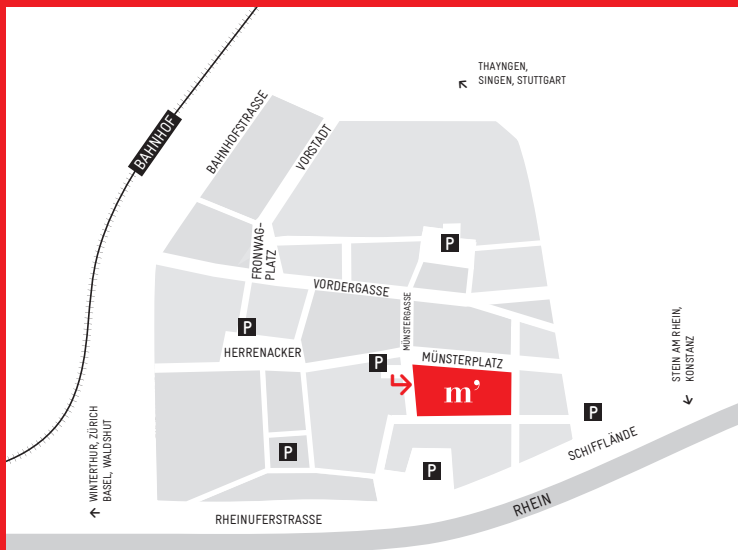 THAYNGEN,
SINGEN, STUTTGART
BAHNHOF
BAHNHOFSTRASSE
VORSTADT
FRONWAG-
PLATZ
P
VORDERGASSE
MÜNSTERGASSE
P
HERRENACKER
P
MÜNSTERPLATZ
m’
STEIN AM RHEIN,
KONSTANZ
P
SCHIFFLÄNDE
P
P
WINTERTHUR, ZÜRICH
BASEL, WALDSHUT
RHEINUFERSTRASSE
RHEIN